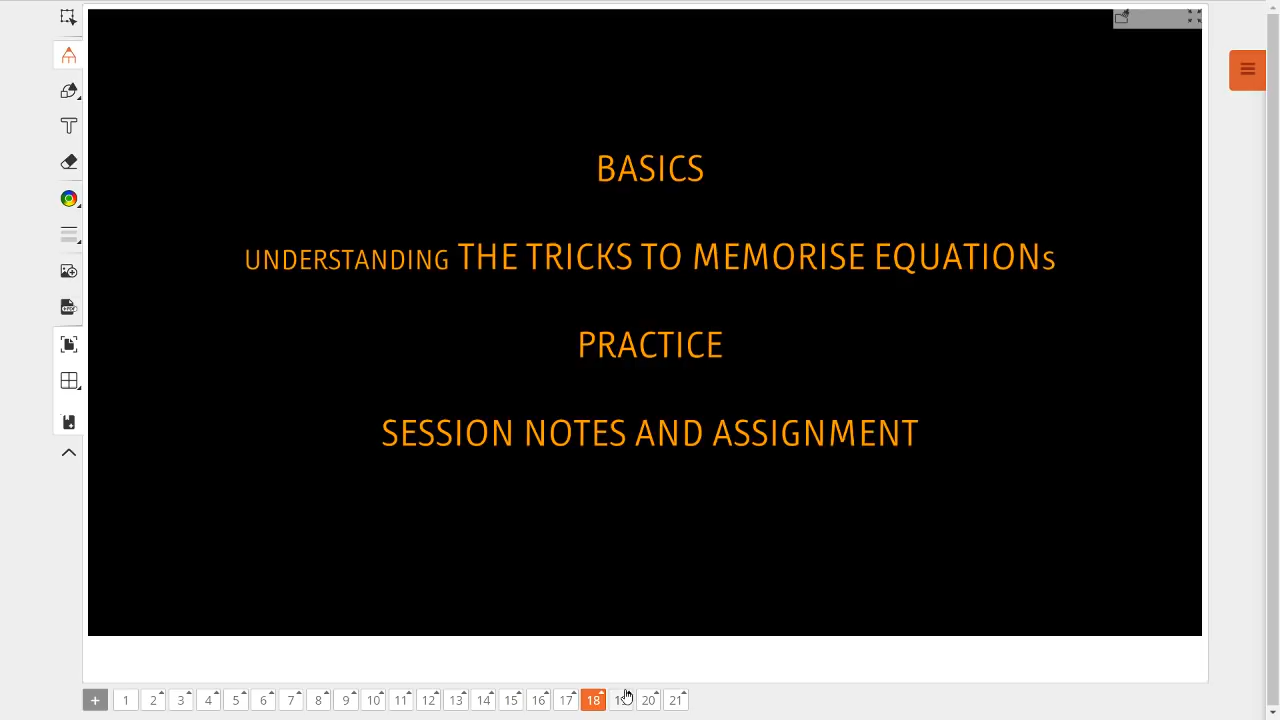 BASICS
UNDERSTANDING THE TRICKS TO MEMORISE EQUATIONs
PRACTICE
SESSION NOTES AND ASSIGNMENT
+ 1 2 3 4 5 6 7 8 9 10 11 12 13 14 15 16 17 18 19 20 21